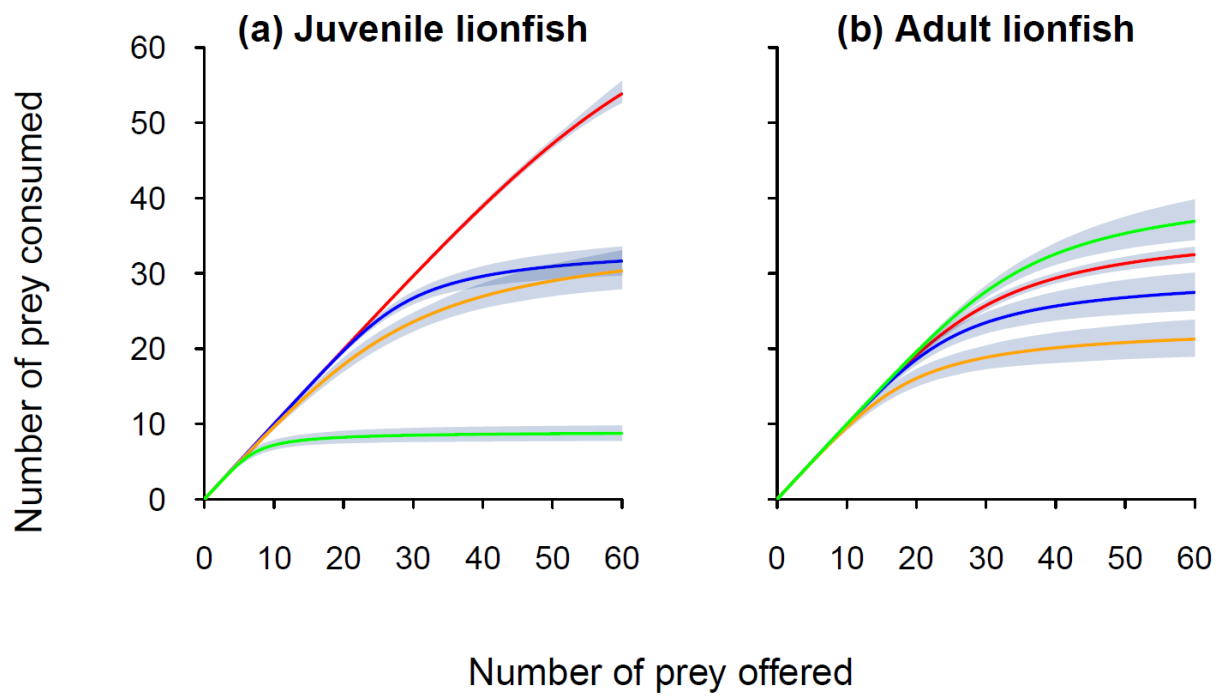 (a) Juvenile lionfish
(b) Adult lionfish
Number of prey consumed
60
50
40
30
20
10
0
0 10 20 30 40 50 60
0 10 20 30 40 50 60
Number of prey offered